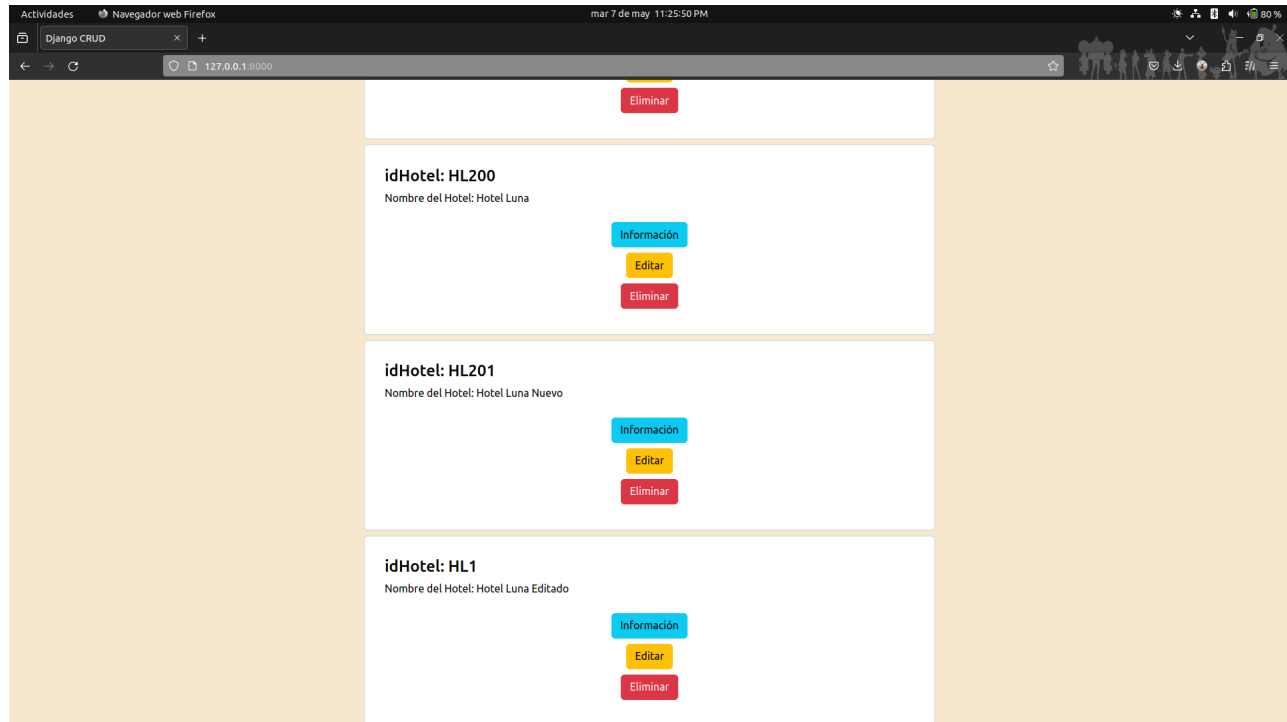 Actividades Navegador web Firefox mar 7 de may 11:25:50 PM 80 %
Django CRUD
127.0.0.1:8000
Eliminar
idHotel: HL200
Nombre del Hotel: Hotel Luna
Información
Editar
Eliminar
idHotel: HL201
Nombre del Hotel: Hotel Luna Nuevo
Información
Editar
Eliminar
idHotel: HL1
Nombre del Hotel: Hotel Luna Editado
Información
Editar
Eliminar